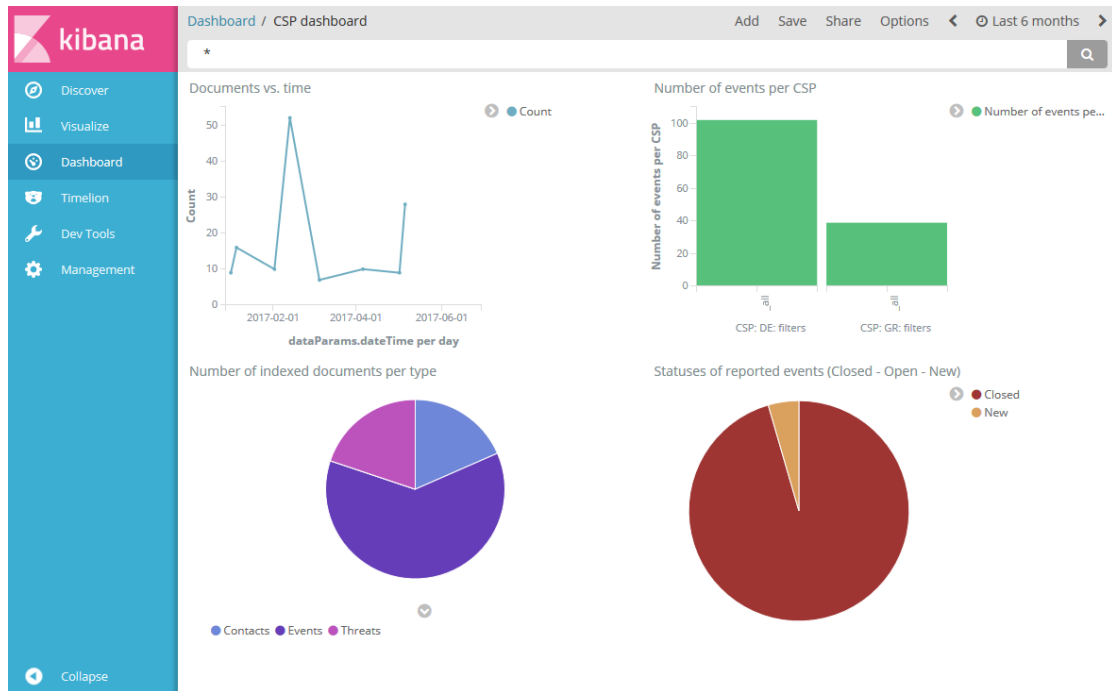 kibana
Discover
Visualize
Dashboard
Timelion
Dev Tools
Management
Collapse
Dashboard / CSP dashboard
Add Save Share Options Last 6 months
*
Documents vs. time
Count
50
40
30
20
10
0
Count
2017-02-01 2017-04-01 2017-06-01
dataParams.dateTime per day
Number of events per CSP
Number of events pe...
100
80
60
40
20
0
Number of events per CSP
_all _all
CSP: DE: filters CSP: GR: filters
Number of indexed documents per type
Contacts Events Threats
Statuses of reported events (Closed - Open - New)
Closed
New